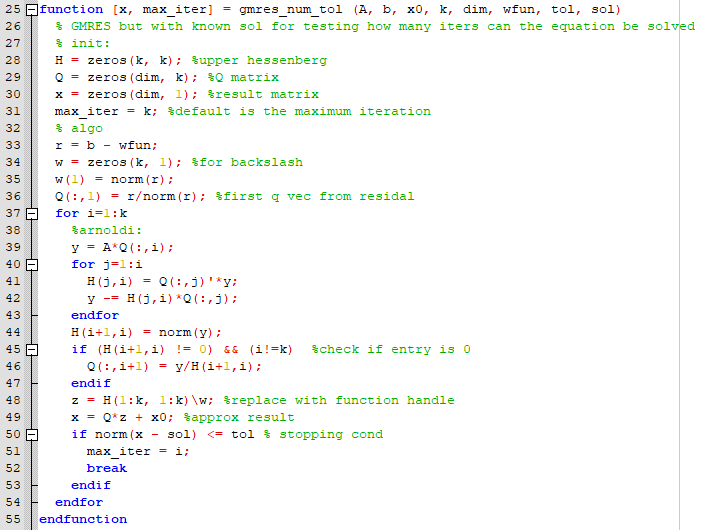 25 function [x, max_iter] = gmres_num_tol (A, b, x0, k, dim, wfun, tol, sol)
26 % GMRES but with known sol for testing how many iters can the equation be solved
27 % init:
28 H = zeros(k, k); %upper hessenberg
29 Q = zeros(dim, k); %Q matrix
30 x = zeros(dim, 1); %result matrix
31 max_iter = k; %default is the maximum iteration
32 % algo
33 r = b - wfun;
34 w = zeros(k, 1); %for backslash
35 w(1) = norm(r);
36 Q(:,1) = r/norm(r); %first q vec from residal
37 for i=1:k
38 %arnoldi:
39 y = A*Q(:,i);
40 for j=1:i
41 H(j,i) = Q(:,j)'*y;
42 y -= H(j,i)*Q(:,j);
43 endfor
44 H(i+1,i) = norm(y);
45 if (H(i+1,i) != 0) && (i!=k) %check if entry is 0
46 Q(:,i+1) = y/H(i+1,i);
47 endif
48 z = H(1:k, 1:k)\w; %replace with function handle
49 x = Q*z + x0; %approx result
50 if norm(x - sol) <= tol % stopping cond
51 max_iter = i;
52 break
53 endif
54 endfor
55 endfunction